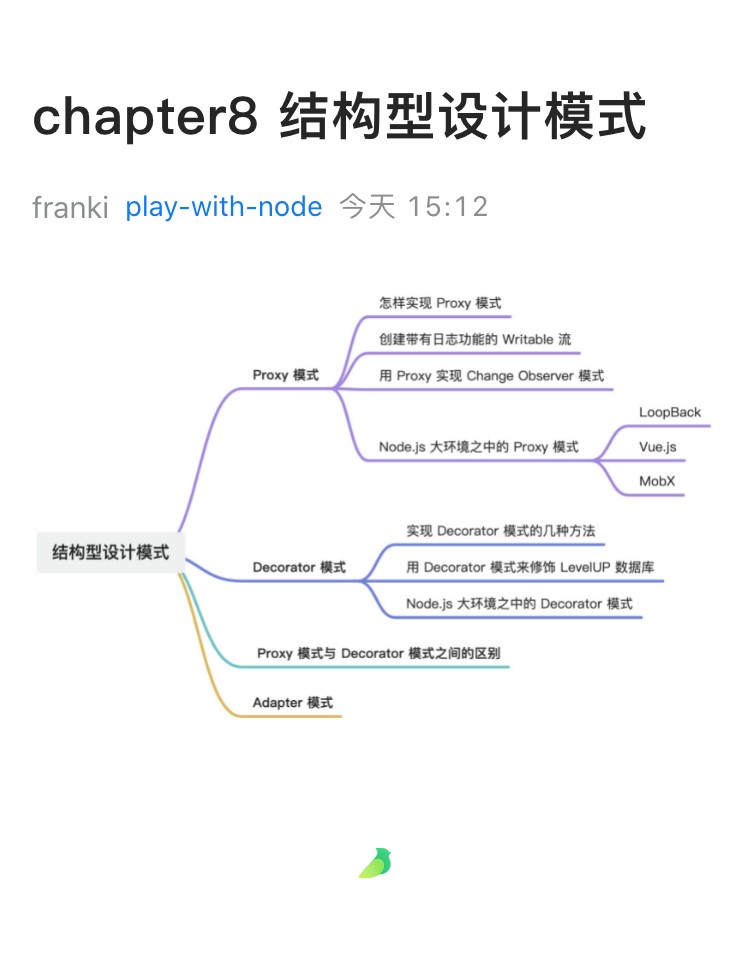 chapter8 结构型设计模式
franki play-with-node 今天 15:12
怎样实现 Proxy 模式
创建带有日志功能的 Writable 流
Proxy 模式
用 Proxy 实现 Change Observer 模式
LoopBack
Node.js 大环境之中的 Proxy 模式
Vue.js
MobX
实现 Decorator 模式的几种方法
结构型设计模式
Decorator 模式
用 Decorator 模式来修饰 LevelUP 数据库
Node.js 大环境之中的 Decorator 模式
Proxy 模式与 Decorator 模式之间的区别
Adapter 模式